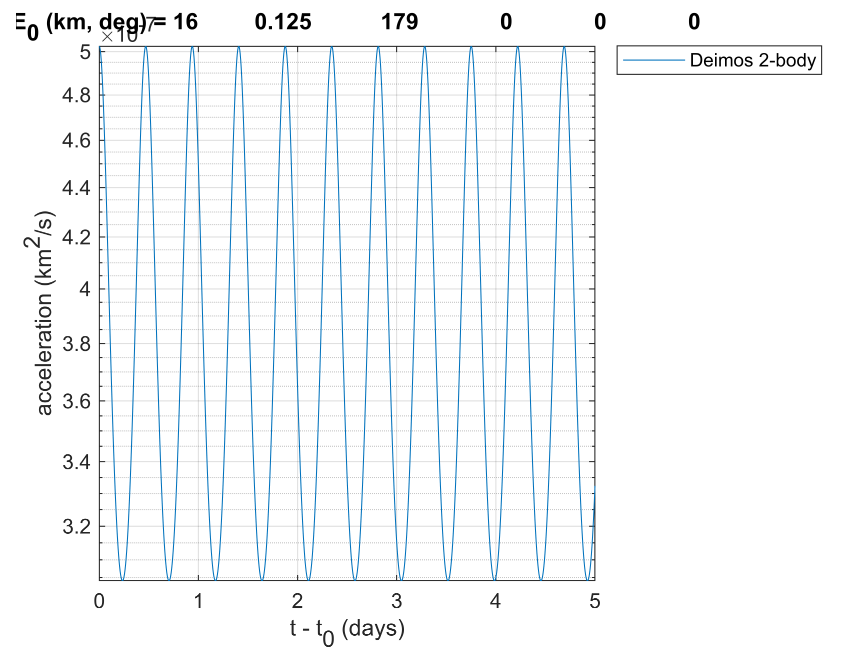 E₀ (km, deg) = 16 0.125 179 0 0 0
×10⁻⁷
Deimos 2-body
5
4.8
4.6
4.4
4.2
4
3.8
3.6
3.4
3.2
acceleration (km²/s)
0 1 2 3 4 5
t - t₀ (days)